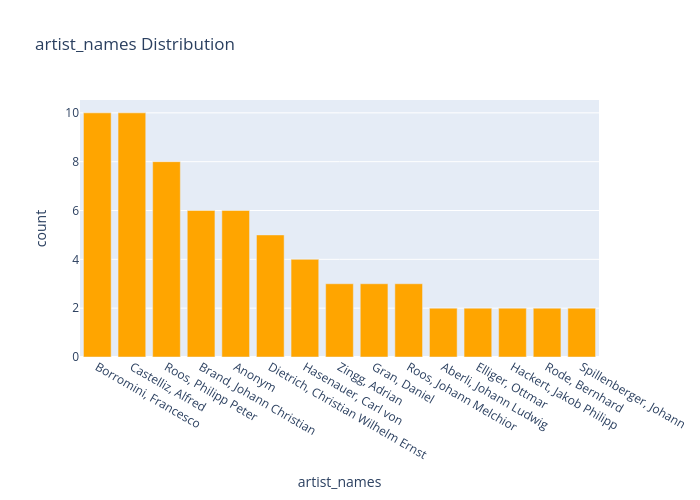 artist_names Distribution
count
10
8
6
4
2
0
Borromini, Francesco
Castelliz, Alfred
Roos, Philipp Peter
Brand, Johann Christian
Anonym
Dietrich, Christian Wilhelm Ernst
Hasenauer, Carl von
Zingg, Adrian
Gran, Daniel
Roos, Johann Melchior
Aberli, Johann Ludwig
Elliger, Ottmar
Hackert, Jakob Philipp
Rode, Bernhard
Spillenberger, Johann
artist_names